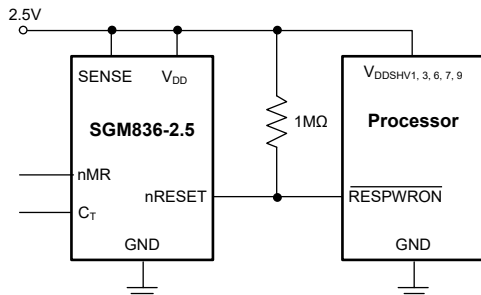 2.5V
SENSE VDD
SGM836-2.5
nMR
nRESET
CT
GND
1MΩ
VDDSHV1, 3, 6, 7, 9
Processor
RESPWRON
GND